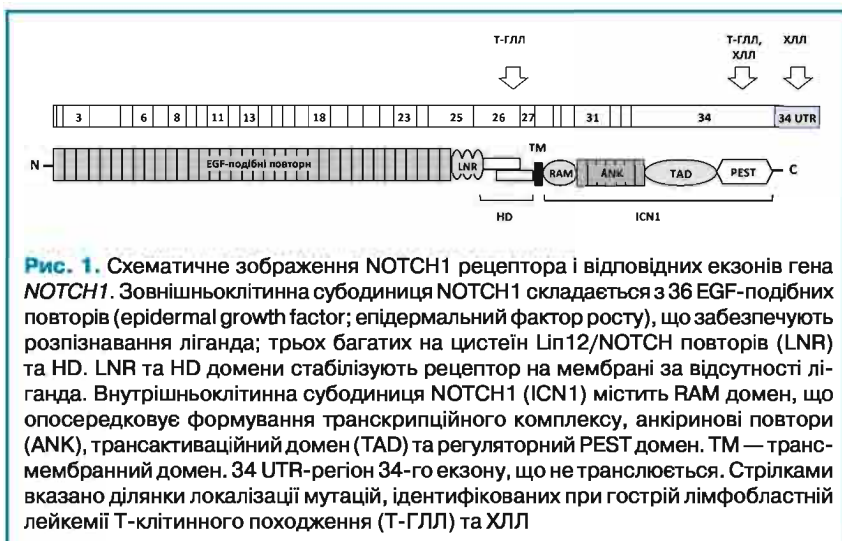 Т-ГЛЛ
Т-ГЛЛ,
ХЛЛ
ХЛЛ
3 6 8 11 13 18 23 25 26 27 31 34 34 UTR
TM
N
EGF-подібні повтори
LNR
RAM
ANK
TAD
PEST
C
HD
ICN1
Рис. 1. Схематичне зображення NOTCH1 рецептора і відповідних екзонів гена
NOTCH1. Зовнішньоклітинна субодиниця NOTCH1 складається з 36 EGF-подібних
повторів (epidermal growth factor; епідермальний фактор росту), що забезпечують
розпізнавання ліганда; трьох багатих на цистеїн Ліп12/NOTCH повторів (LNR)
та HD. LNR та HD домени стабілізують рецептор на мембрані за відсутності лі-
ганда. Внутрішньоклітинна субодиниця NOTCH1 (ICN1) містить RAM домен, що
опосередковує формування транскрипційного комплексу, анкіринові повтори
(ANK), трансактиваційний домен (TAD) та регуляторний PEST домен. TM — транс-
мембранний домен. 34 UTR-регіон 34-го екзону, що не транслюється. Стрілками
вказано ділянки локалізації мутацій, ідентифікованих при гострій лімфобластній
лейкемії Т-клітинного походження (Т-ГЛЛ) та ХЛЛ